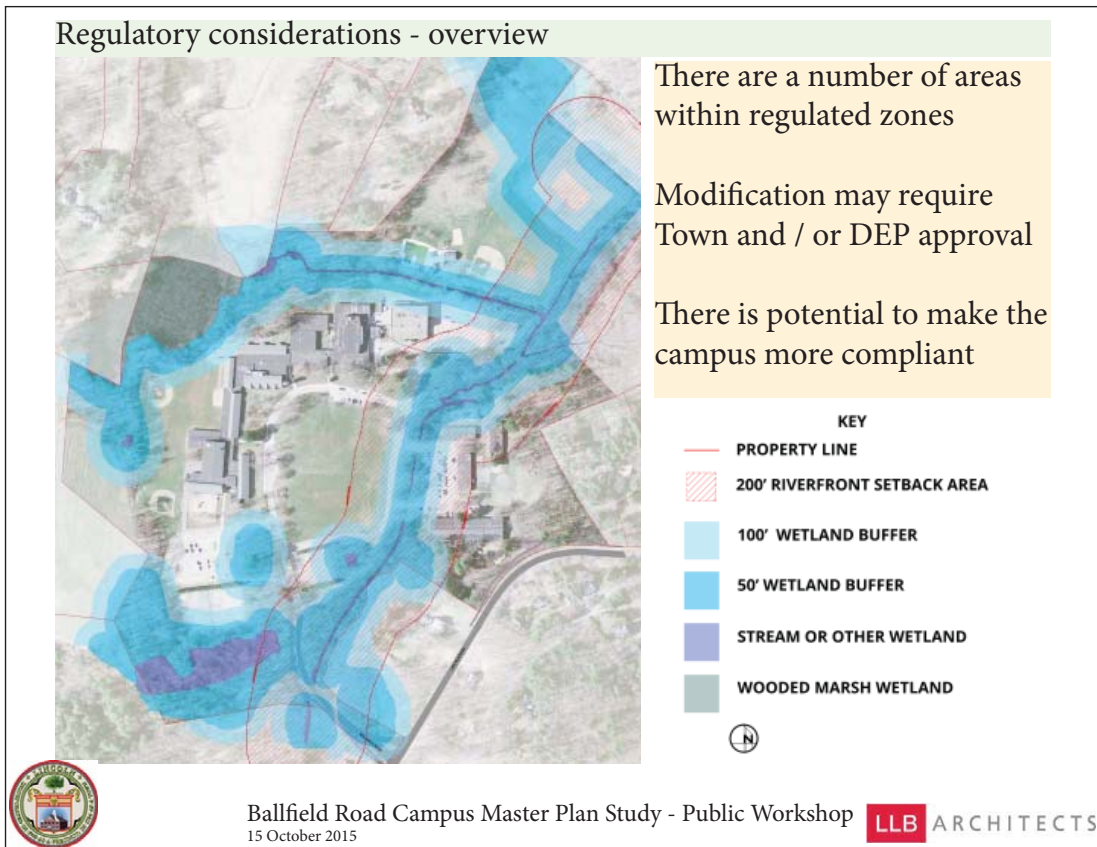 Regulatory considerations - overview
There are a number of areas
within regulated zones
Modification may require
Town and / or DEP approval
There is potential to make the
campus more compliant
KEY
PROPERTY LINE
200' RIVERFRONT SETBACK AREA
100' WETLAND BUFFER
50' WETLAND BUFFER
STREAM OR OTHER WETLAND
WOODED MARSH WETLAND
N
Ballfield Road Campus Master Plan Study - Public Workshop
15 October 2015
LLB ARCHITECTS